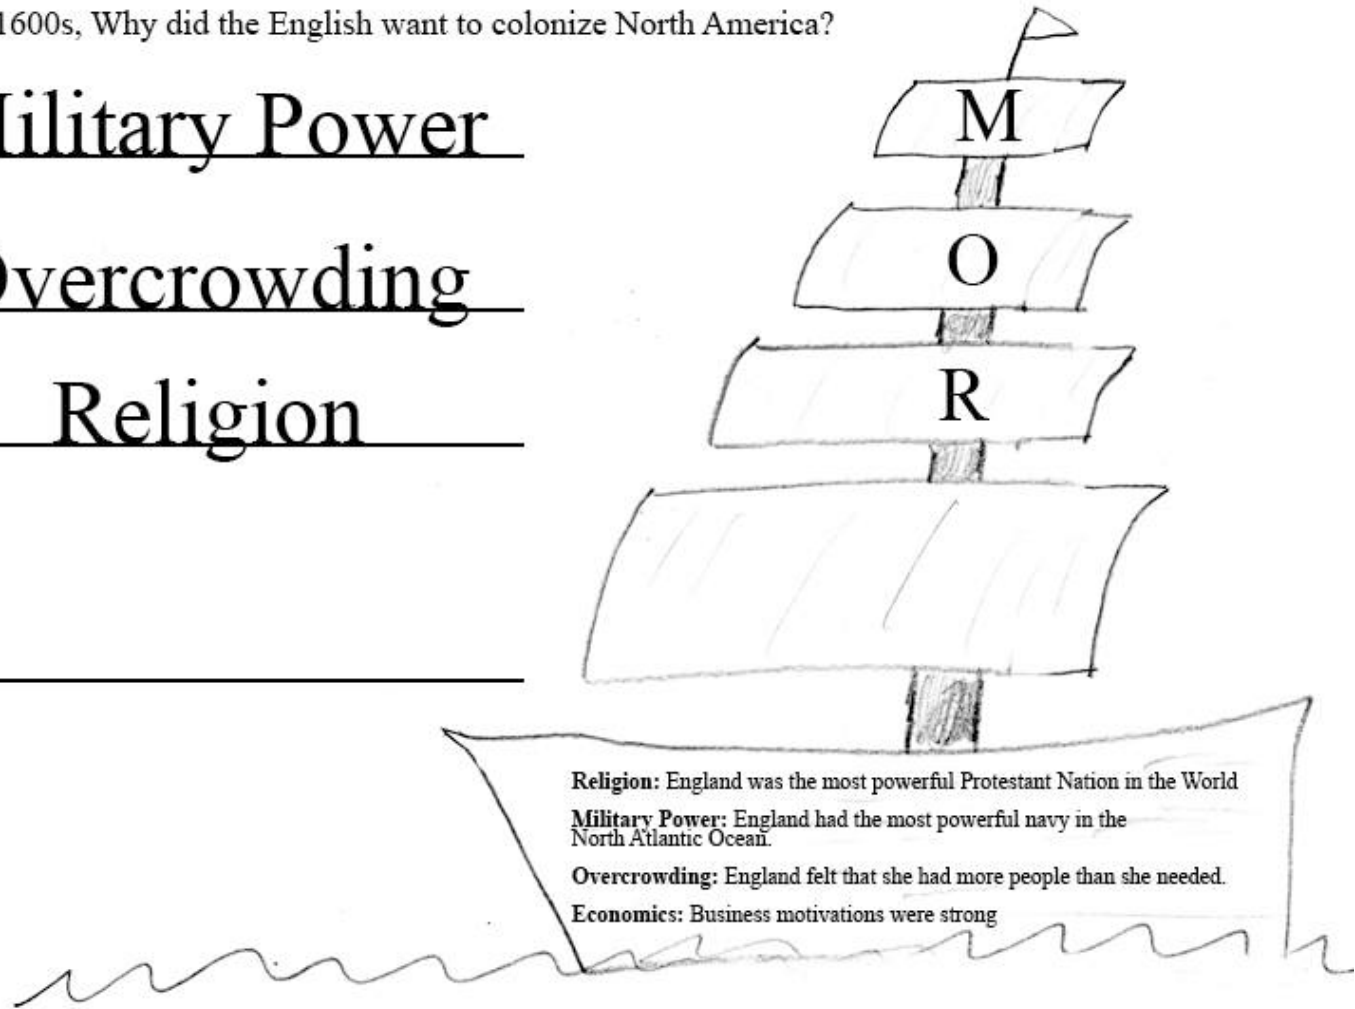 1600s, Why did the English want to colonize North America?
Military Power
M
Overcrowding
O
Religion
R
Religion: England was the most powerful Protestant Nation in the World
Military Power: England had the most powerful navy in the
North Atlantic Ocean.
Overcrowding: England felt that she had more people than she needed.
Economics: Business motivations were strong